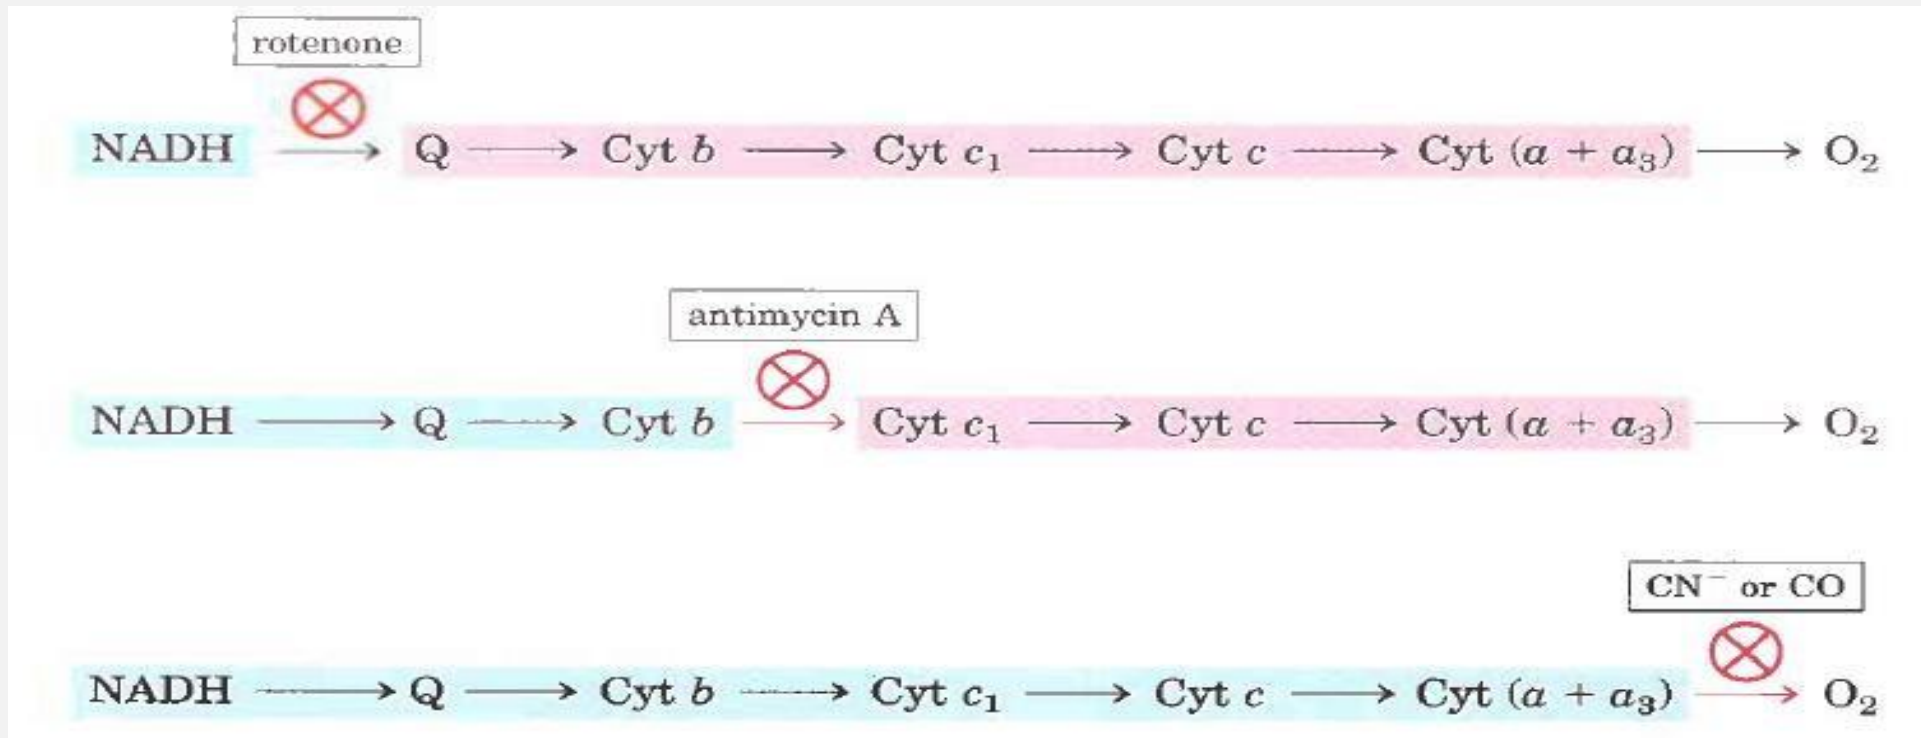 rotenone
NADH → Q → Cyt b → Cyt c₁ → Cyt c → Cyt (a + a₃) → O₂
antimycin A
NADH → Q → Cyt b → Cyt c₁ → Cyt c → Cyt (a + a₃) → O₂
CN⁻ or CO
NADH → Q → Cyt b → Cyt c₁ → Cyt c → Cyt (a + a₃) → O₂